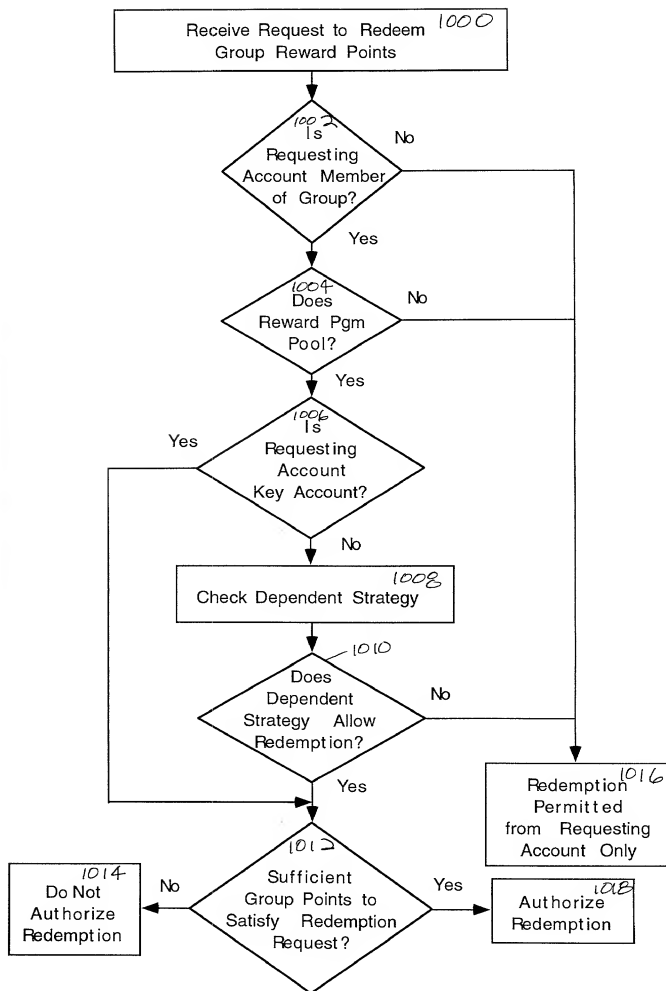 Receive Request to Redeem 1000
Group Reward Points
1002
Is
Requesting
Account Member
of Group?
No
Yes
1004
Does
Reward Pgm
Pool?
No
Yes
1006
Is
Requesting
Account
Key Account?
Yes
No
1008
Check Dependent Strategy
1010
Does
Dependent
Strategy Allow
Redemption?
No
Yes
1016
Redemption
Permitted
from Requesting
Account Only
1012
Sufficient
Group Points to
Satisfy Redemption
Request?
No
Yes
1014
Do Not
Authorize
Redemption
1018
Authorize
Redemption